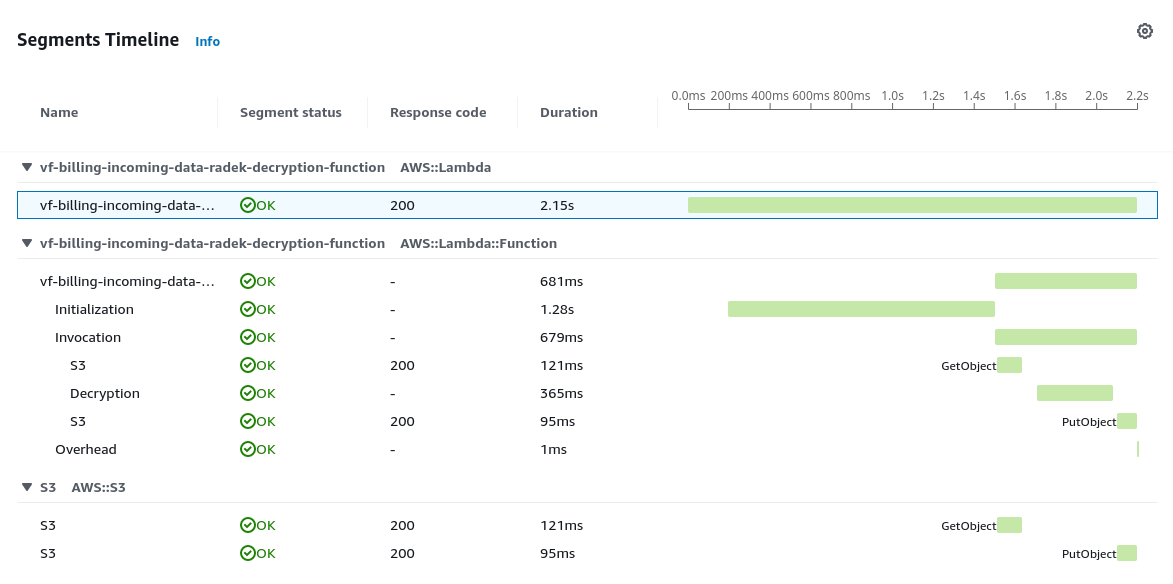 Segments Timeline Info
0.0ms 200ms 400ms 600ms 800ms 1.0s 1.2s 1.4s 1.6s 1.8s 2.0s 2.2s
Name Segment status Response code Duration
vf-billing-incoming-data-radek-decryption-function AWS::Lambda
vf-billing-incoming-data-... OK 200 2.15s
vf-billing-incoming-data-radek-decryption-function AWS::Lambda::Function
vf-billing-incoming-data-... OK - 681ms
Initialization OK - 1.28s
Invocation OK - 679ms
S3 OK 200 121ms GetObject
Decryption OK - 365ms
S3 OK 200 95ms PutObject
Overhead OK - 1ms
S3 AWS::S3
S3 OK 200 121ms GetObject
S3 OK 200 95ms PutObject